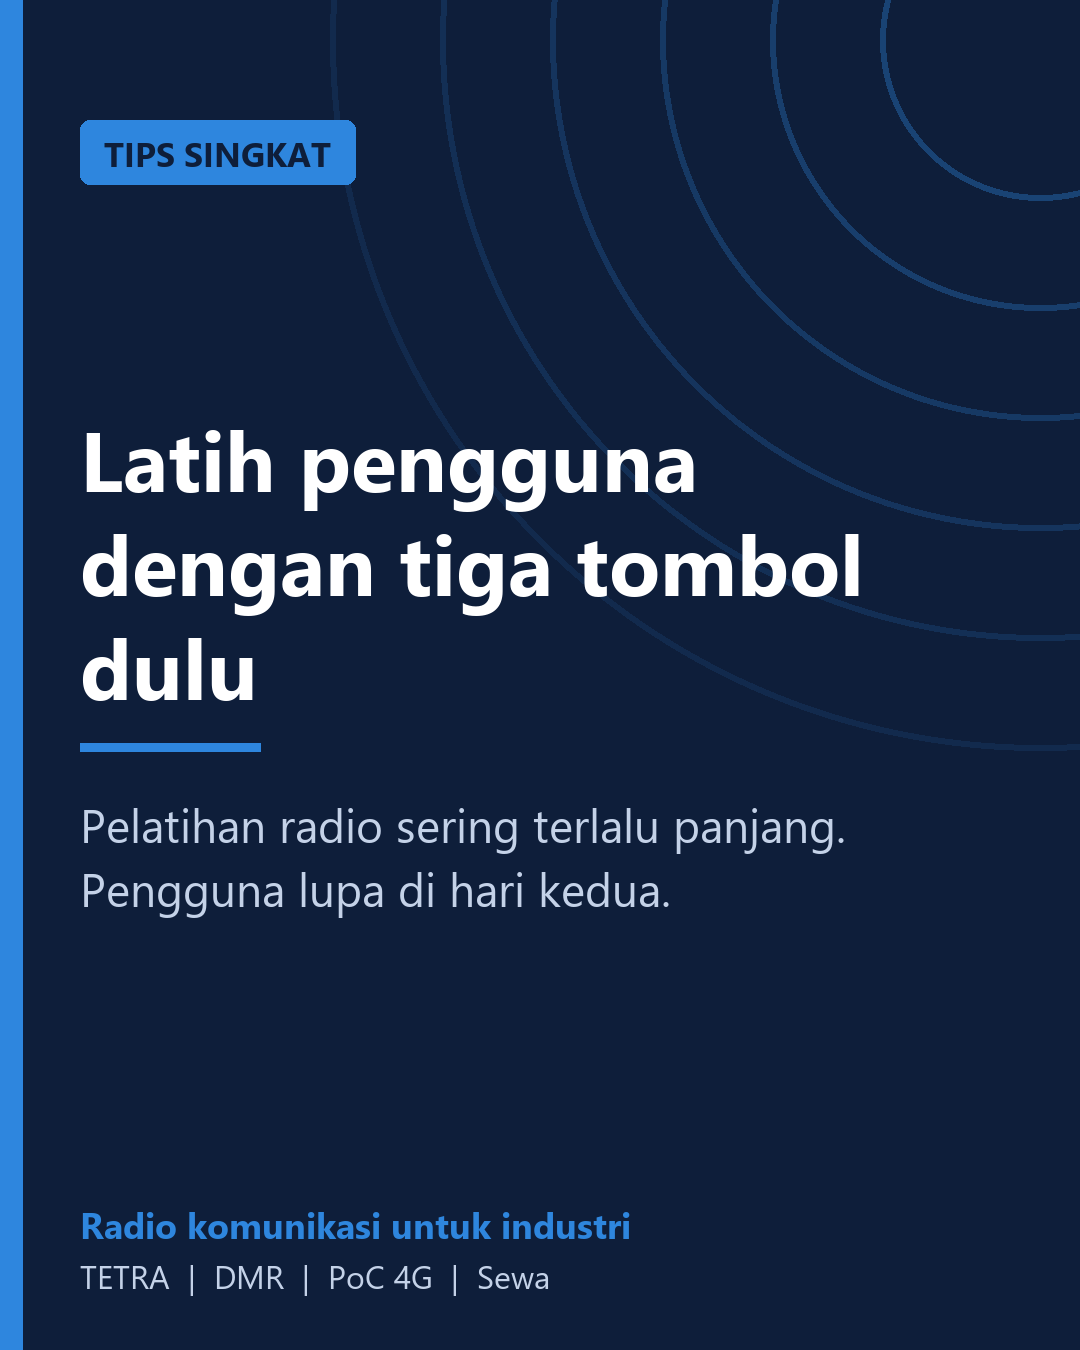 TIPS SINGKAT
Latih pengguna
dengan tiga tombol
dulu
Pelatihan radio sering terlalu panjang.
Pengguna lupa di hari kedua.
Radio komunikasi untuk industri
TETRA | DMR | PoC 4G | Sewa